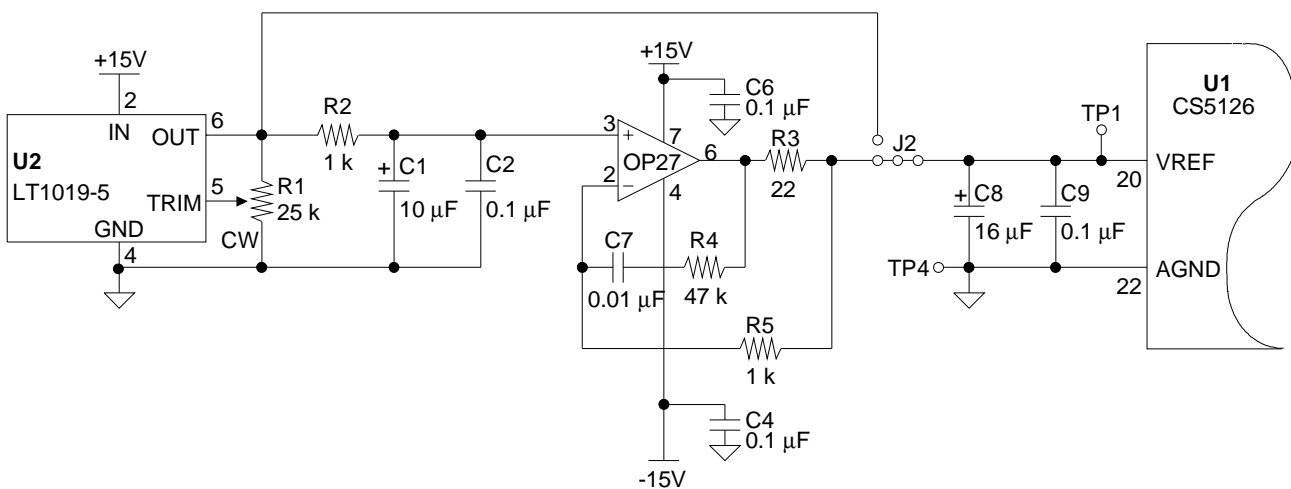 +15V
2
IN
OUT
6
U2
LT1019-5
TRIM
5
GND
4
R1
25 k
CW
R2
1 k
+
C1
10 µF
C2
0.1 µF
+15V
C6
0.1 µF
3
+
7
OP27
6
2
−
4
R3
22
C7
0.01 µF
R4
47 k
R5
1 k
C4
0.1 µF
-15V
J2
+
C8
16 µF
C9
0.1 µF
TP1
TP4
U1
CS5126
VREF
20
AGND
22